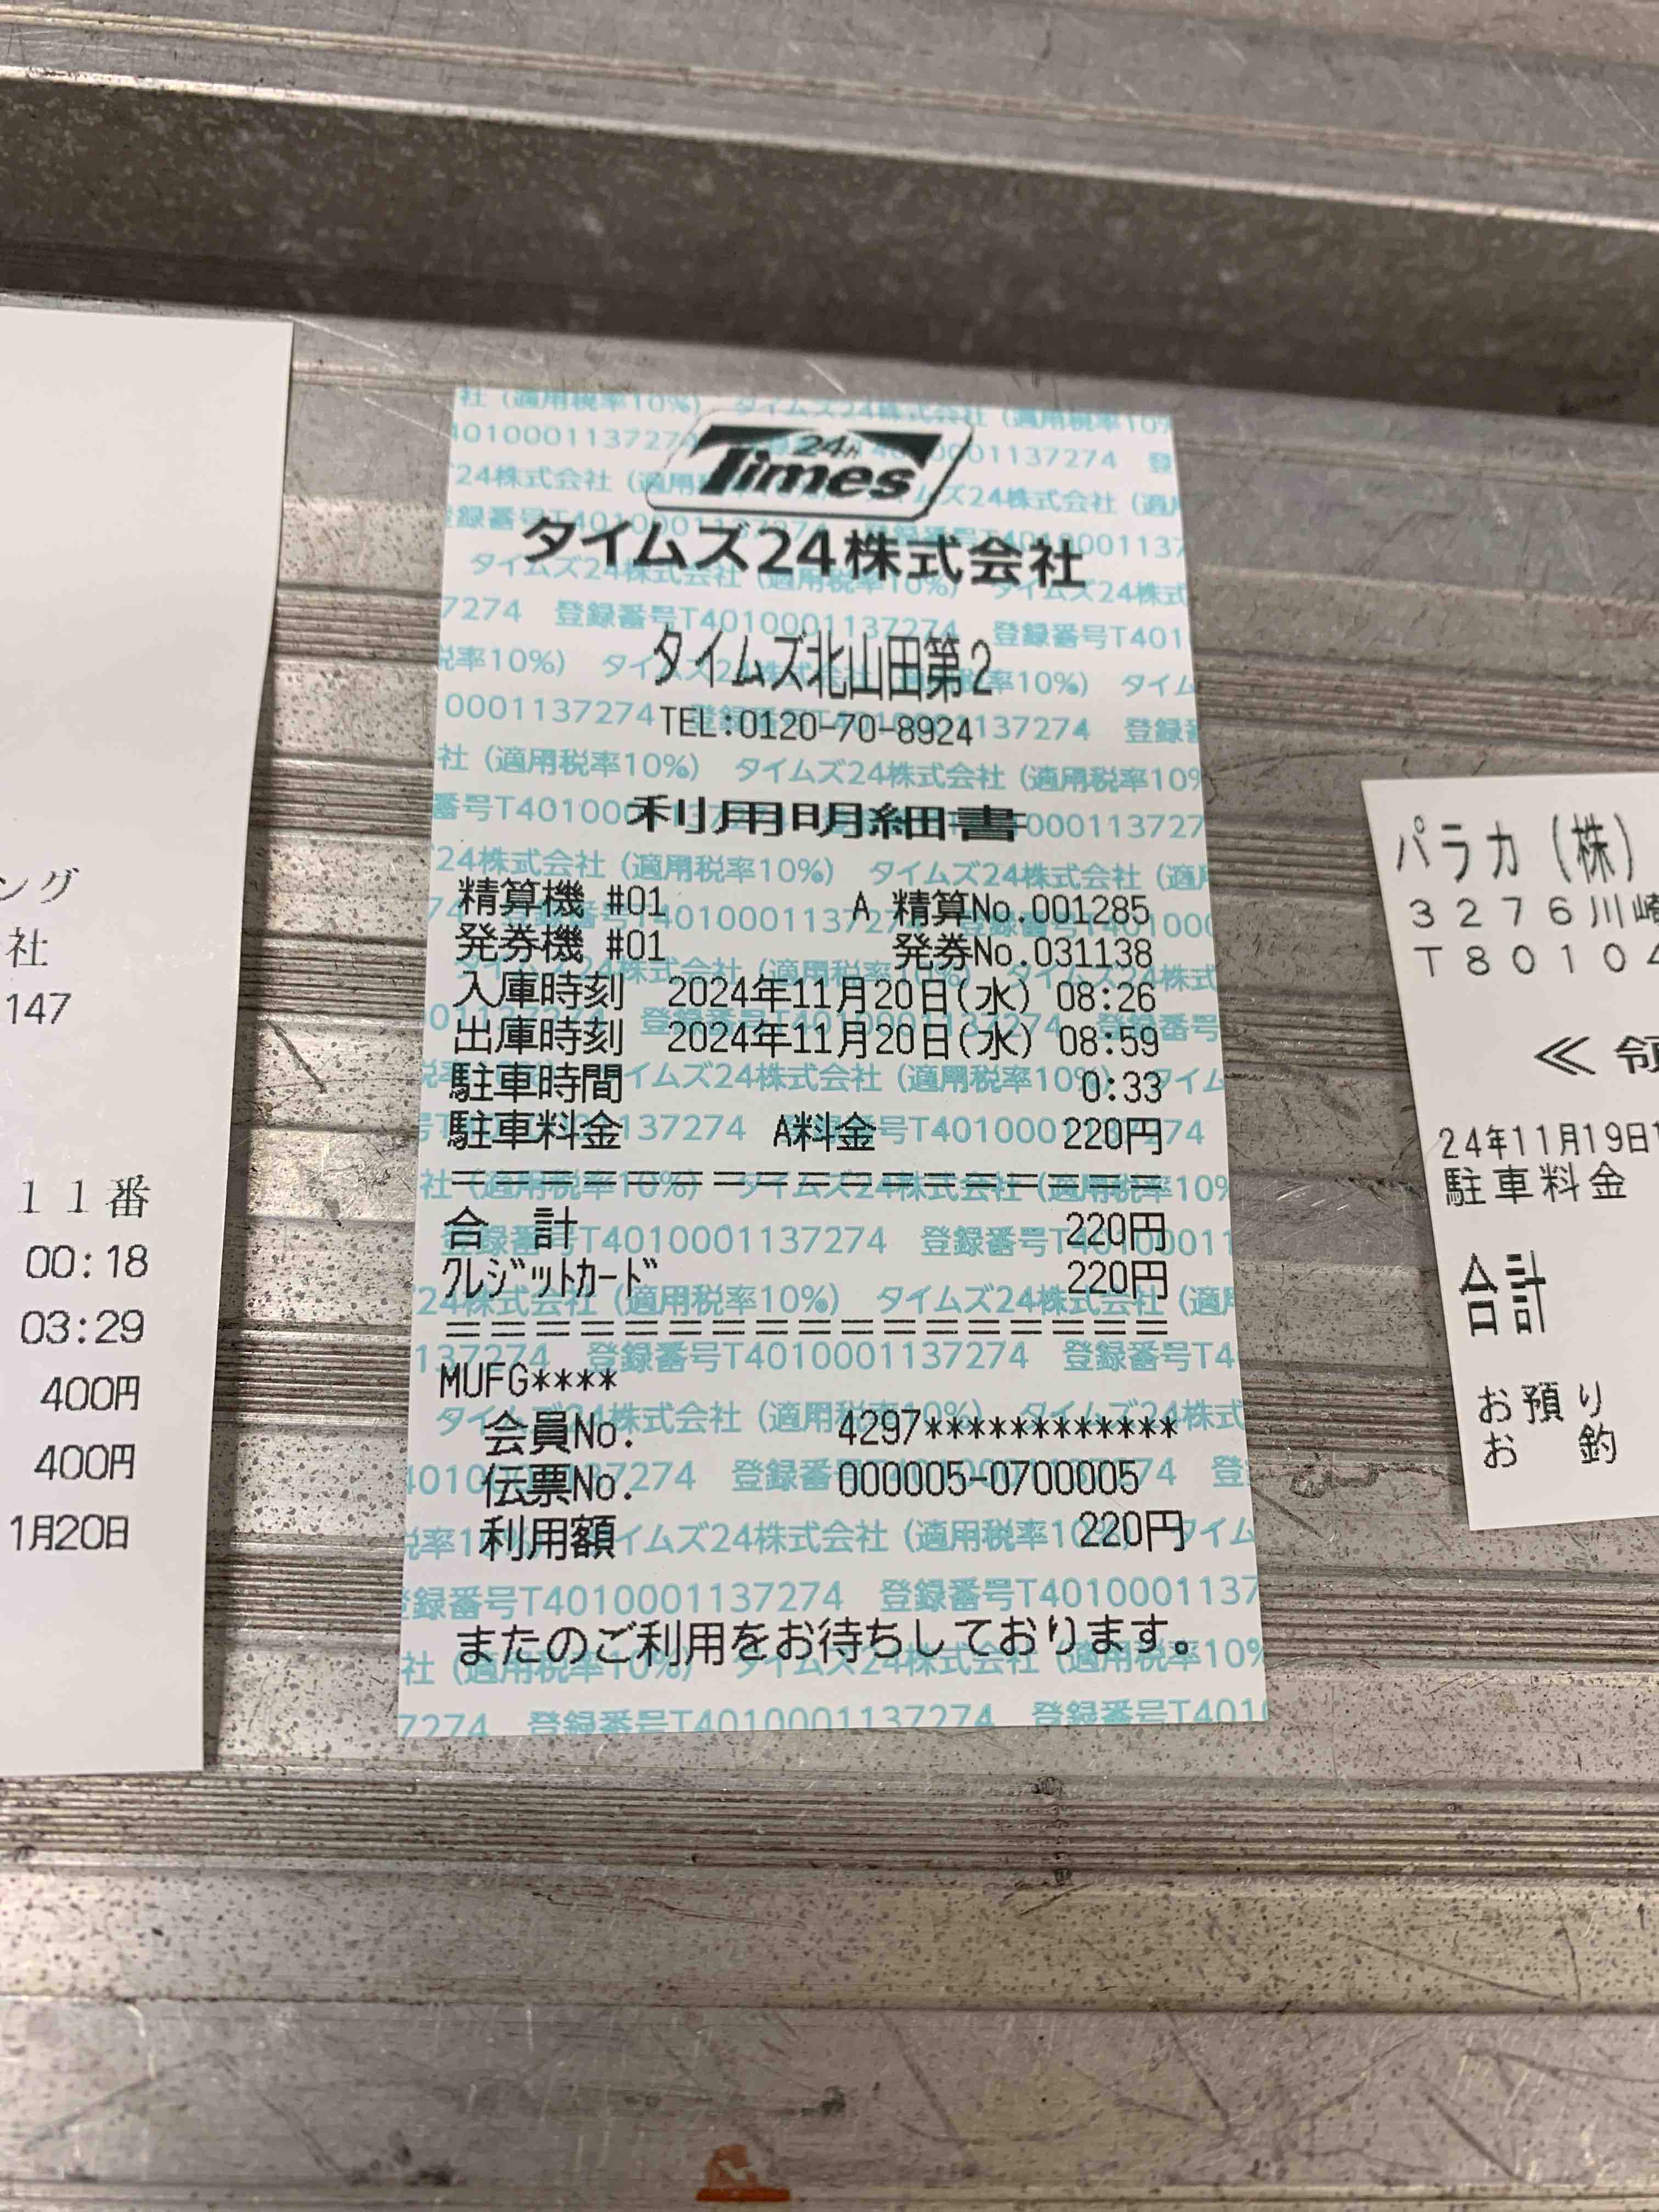 ング
社
147
１１番
00:18
03:29
400円
400円
1月20日
24h
Times
タイムズ24株式会社
タイムズ北山田第2
TEL:0120-70-8924
利用明細書
精算機 #01 A 精算No.001285
発券機 #01 発券No.031138
入庫時刻 2024年11月20日(水) 08:26
出庫時刻 2024年11月20日(水) 08:59
駐車時間 0:33
駐車料金 A料金 220円
================
合 計 220円
ｸﾚｼﾞｯﾄｶｰﾄﾞ 220円
=================
MUFG****
会員No. 4297************
伝票No. 000005-0700005
利用額 220円
またのご利用をお待ちしております。
タイムズ24株式会社（適用税率10%）
登録番号T4010001137274
パラカ（株）
３２７６川崎
Ｔ８０１０４
≪ 領
24年11月19日
駐車料金
合計
お預り
お 釣